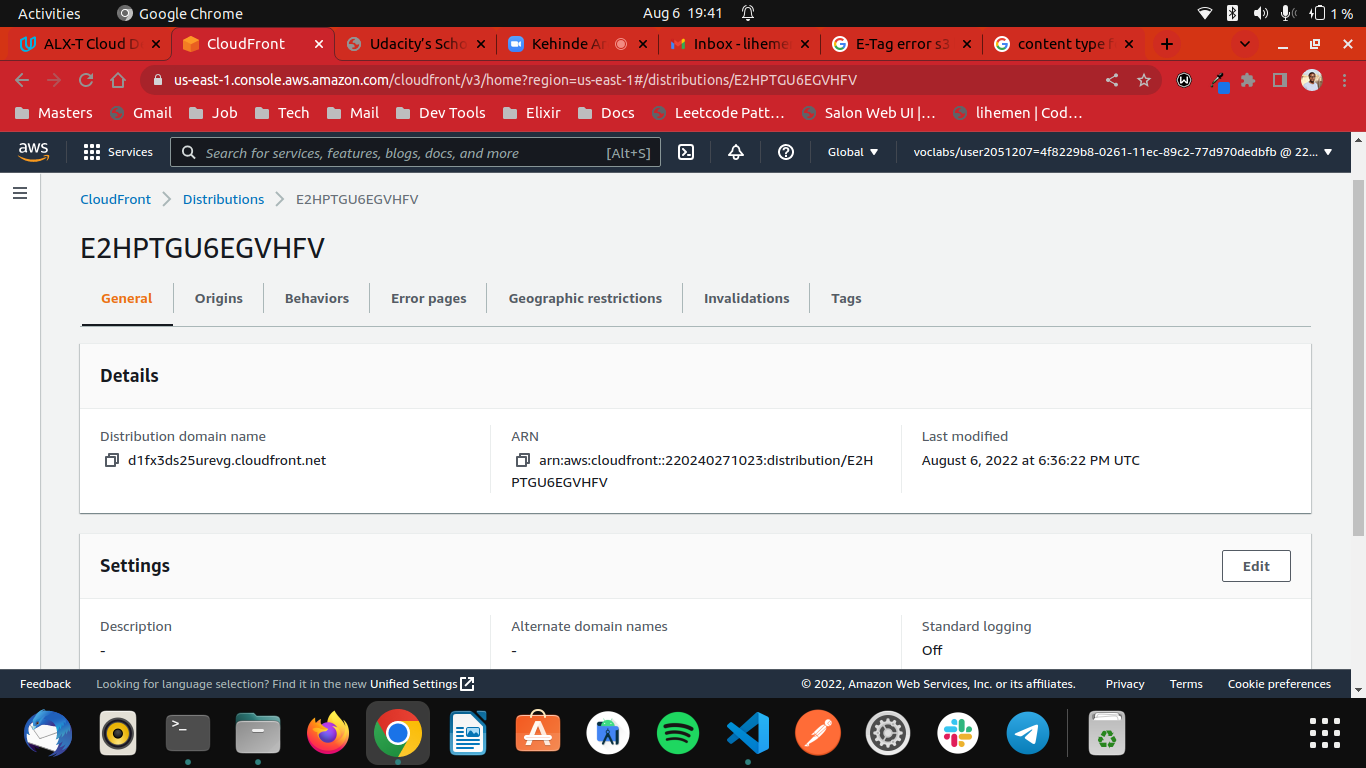 Activities Google Chrome Aug 6 19:41 1 %
ALX-T Cloud D CloudFront Udacity's Scho Kehinde A Inbox - liheme E-Tag error s3 content type f
us-east-1.console.aws.amazon.com/cloudfront/v3/home?region=us-east-1#/distributions/E2HPTGU6EGVHFV
Masters Gmail Job Tech Mail Dev Tools Elixir Docs Leetcode Patt... Salon Web UI |... lihemen | Cod...
aws Services Search for services, features, blogs, docs, and more [Alt+S] Global voclabs/user2051207=4f8229b8-0261-11ec-89c2-77d970dedbfb @ 22...
CloudFront Distributions E2HPTGU6EGVHFV
E2HPTGU6EGVHFV
General Origins Behaviors Error pages Geographic restrictions Invalidations Tags
Details
Distribution domain name ARN Last modified
d1fx3ds25urevg.cloudfront.net arn:aws:cloudfront::220240271023:distribution/E2H August 6, 2022 at 6:36:22 PM UTC
PTGU6EGVHFV
Settings Edit
Description Alternate domain names Standard logging
- - Off
Feedback Looking for language selection? Find it in the new Unified Settings © 2022, Amazon Web Services, Inc. or its affiliates. Privacy Terms Cookie preferences